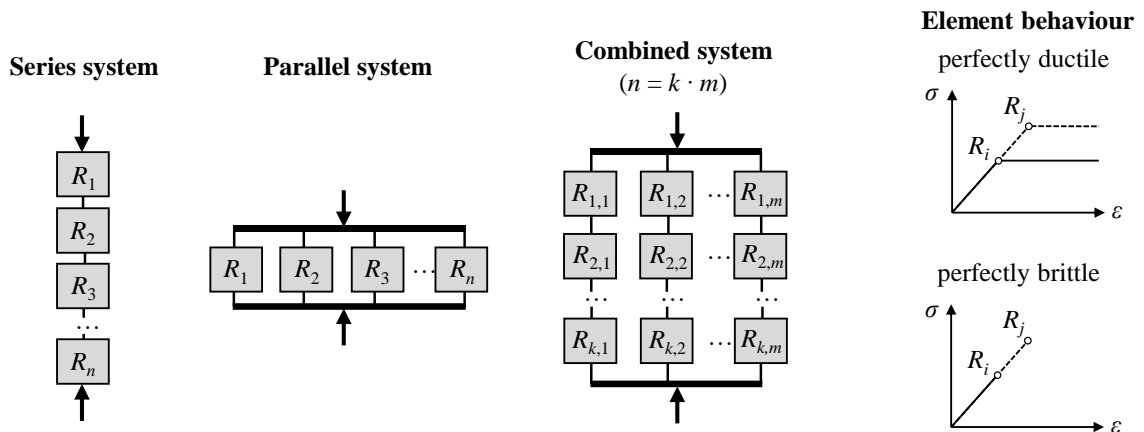 Series system
R1
R2
R3
...
Rn
Parallel system
R1 R2 R3 ... Rn
Combined system
(n = k · m)
R1,1 R1,2 ... R1,m
R2,1 R2,2 ... R2,m
... ... ...
Rk,1 Rk,2 ... Rk,m
Element behaviour
perfectly ductile
σ
Rj
Ri
ε
perfectly brittle
σ
Rj
Ri
ε